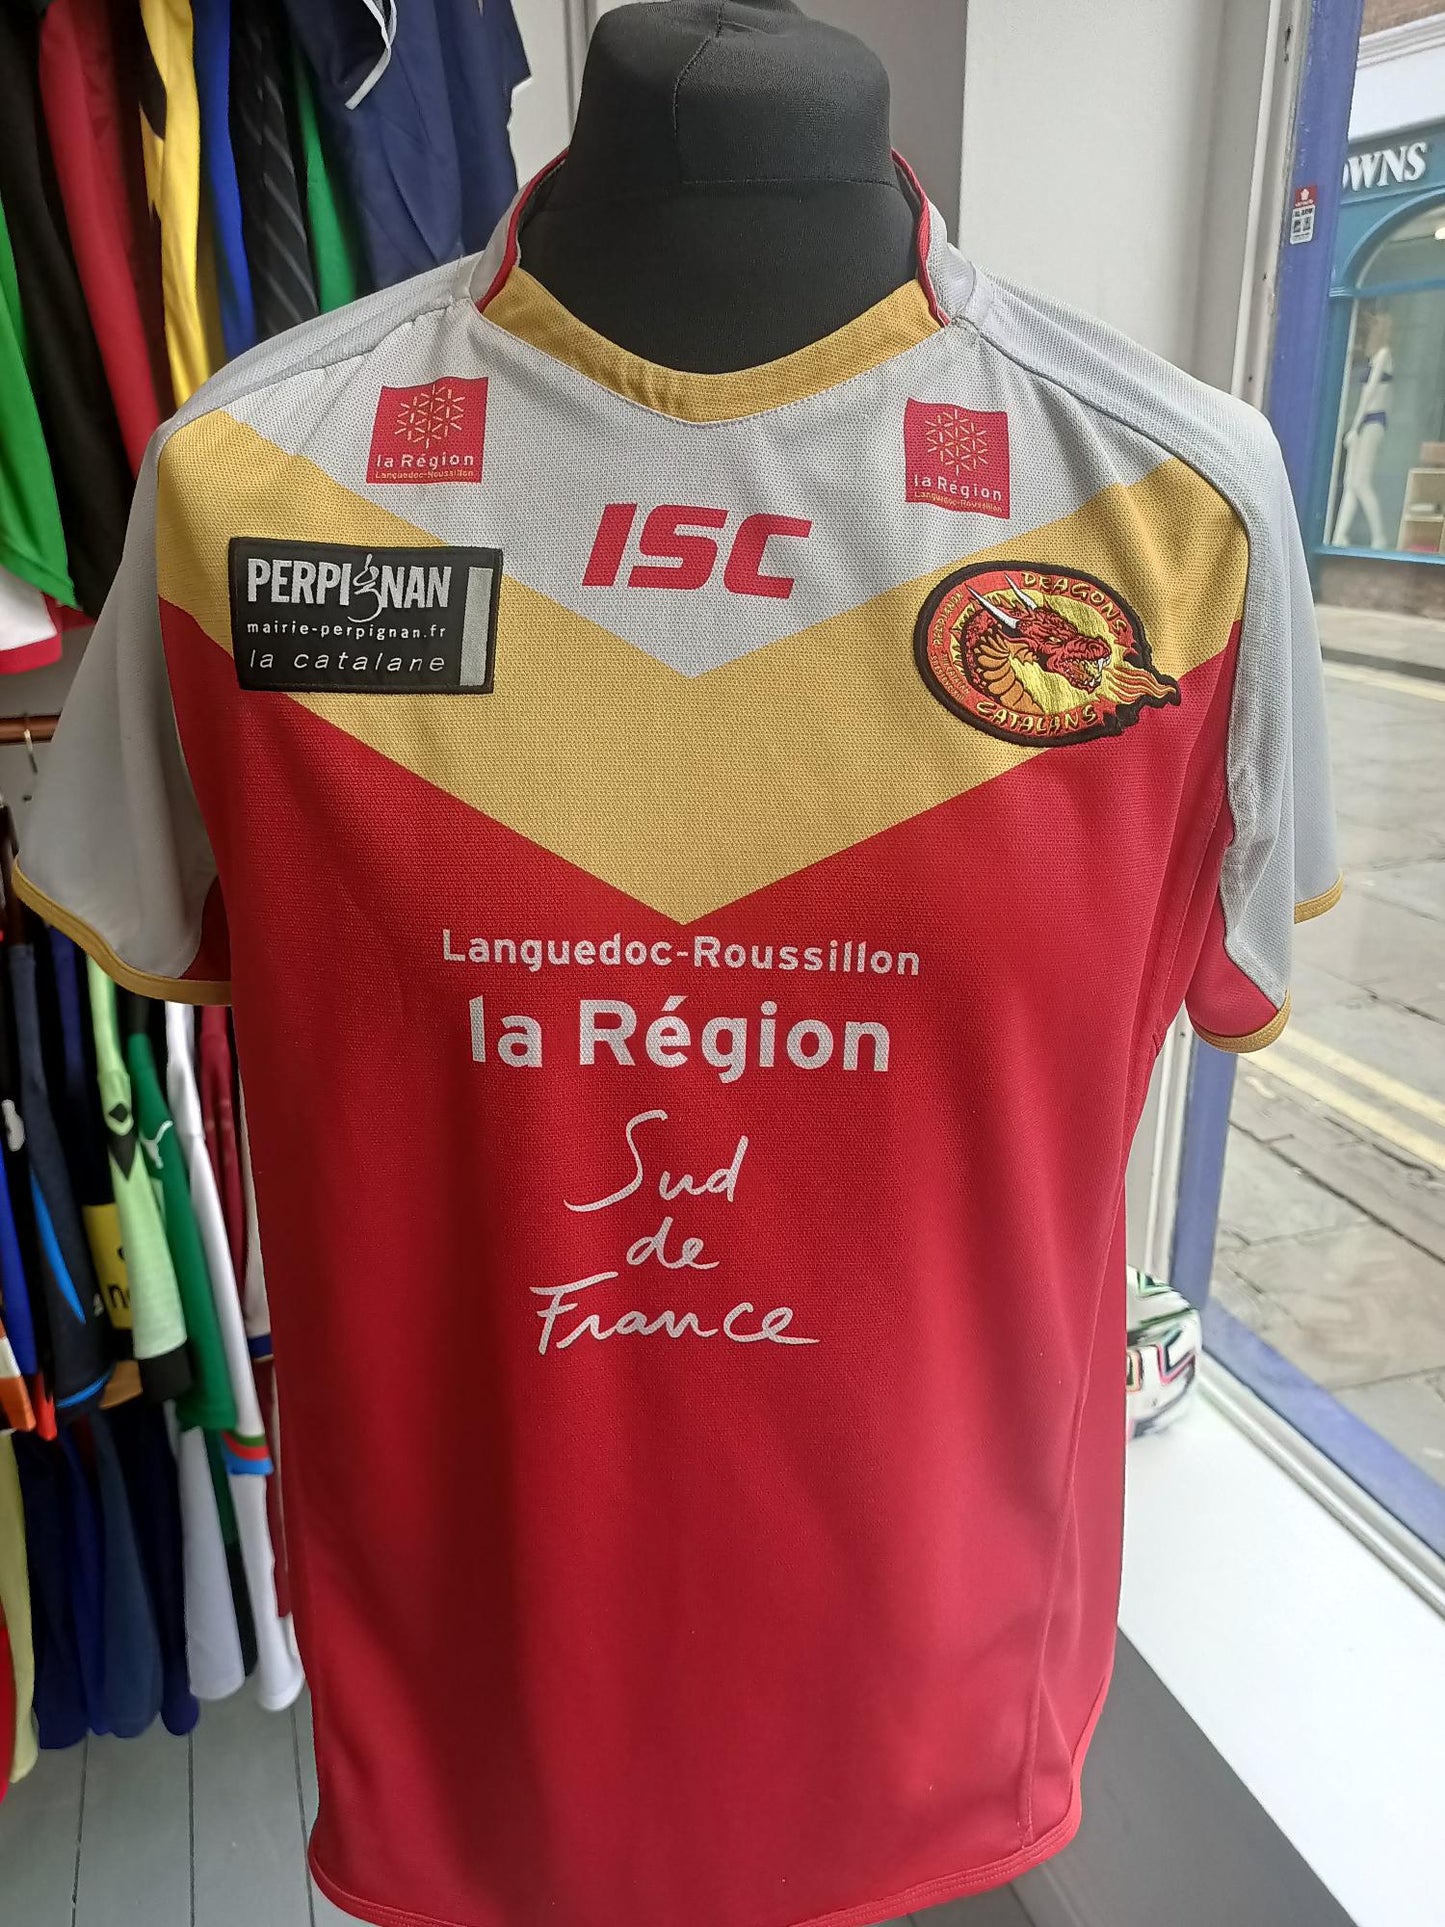 WNS
la Région
Languedoc-Roussillon
la Région
Languedoc-Roussillon
ISC
PERPIGNAN
mairie-perpignan.fr
la catalane
DRAGONS
CATALANS
Languedoc-Roussillon
la Région
Sud
de
France